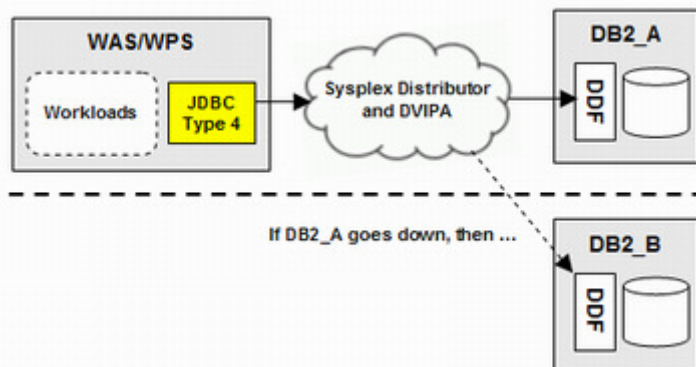 WAS/WPS
Workloads
JDBC
Type 4
Sysplex Distributor
and DVIPA
DB2_A
DDF
If DB2_A goes down, then ...
DB2_B
DDF